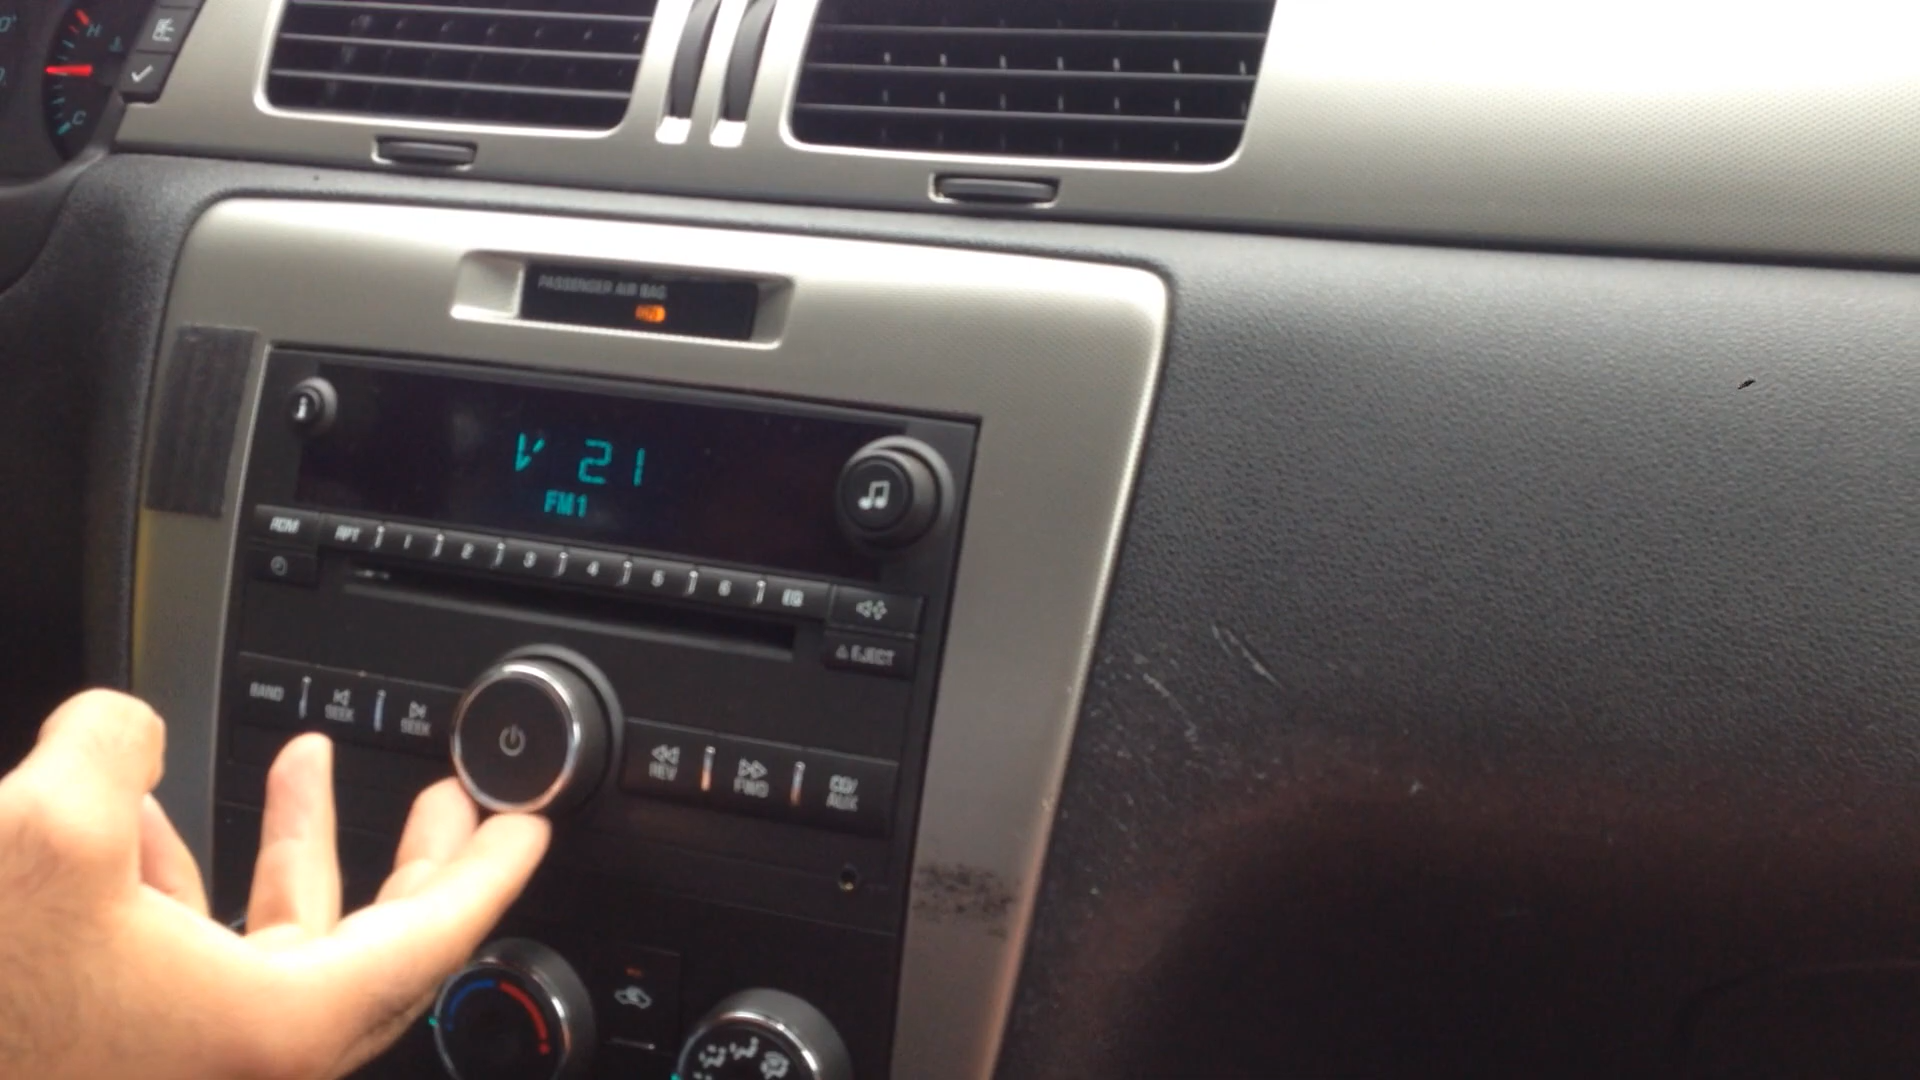 H
C
PASSENGER AIR BAG
V 21
FM1
RDM
RPT 1 2 3 4 5 6
EJECT
BAND
SEEK
SEEK
REV
FWD
CD/
AUX